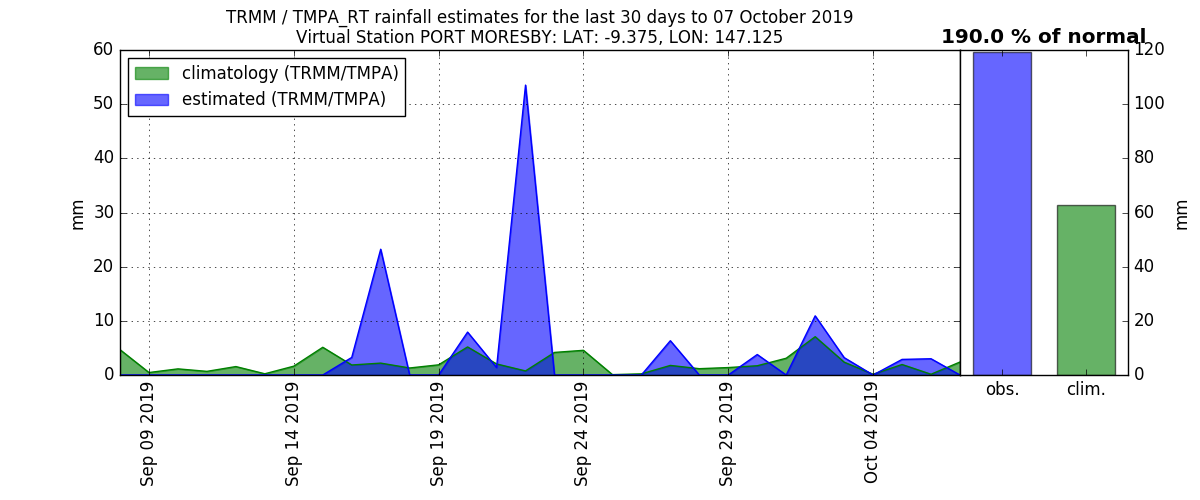 TRMM / TMPA_RT rainfall estimates for the last 30 days to 07 October 2019
Virtual Station PORT MORESBY: LAT: -9.375, LON: 147.125
190.0 % of normal
climatology (TRMM/TMPA)
estimated (TRMM/TMPA)
mm
60
50
40
30
20
10
0
Sep 09 2019
Sep 14 2019
Sep 19 2019
Sep 24 2019
Sep 29 2019
Oct 04 2019
obs.
clim.
120
100
80
60
40
20
0
mm